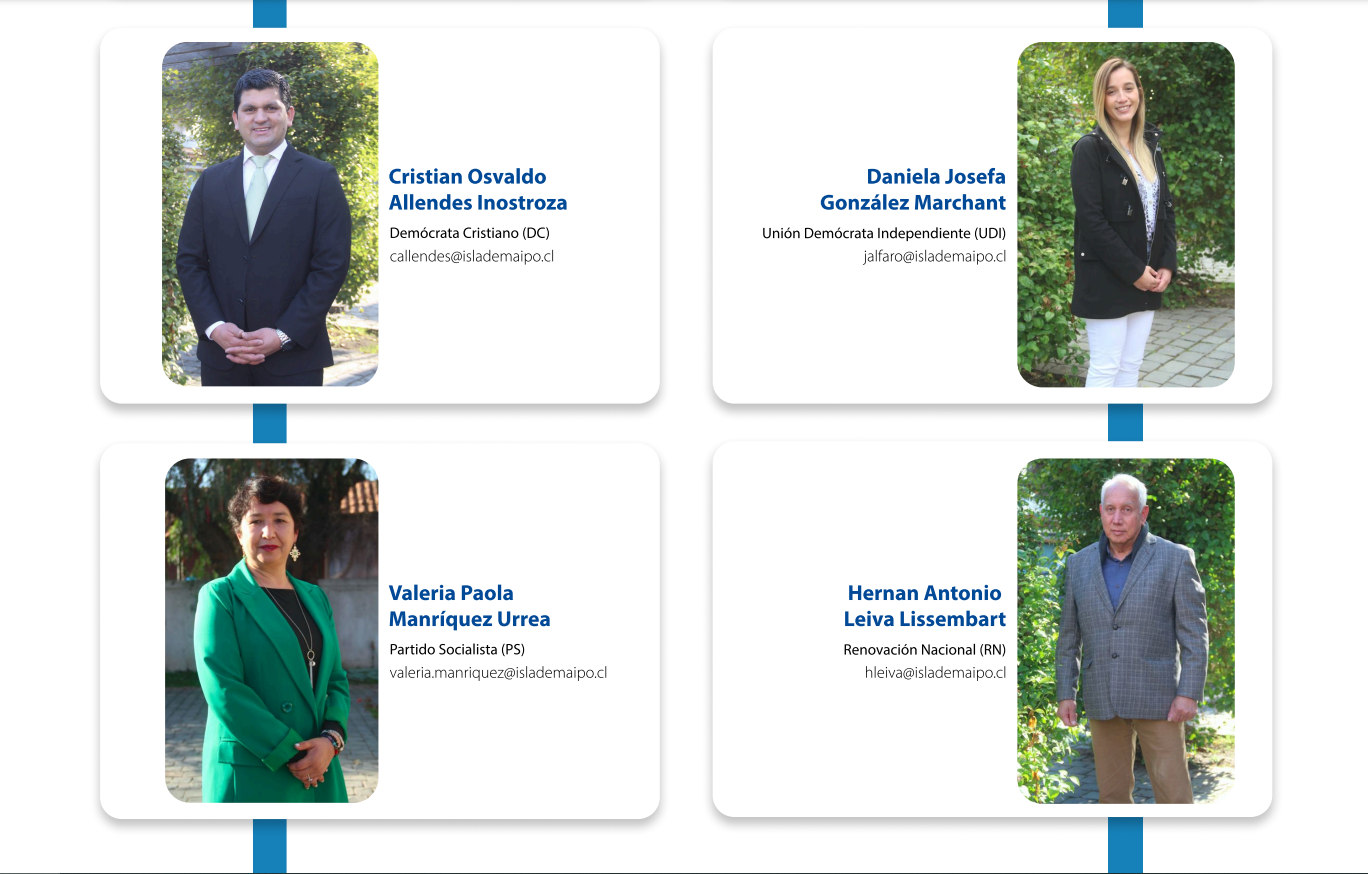 Cristian Osvaldo
Allendes Inostroza
Demócrata Cristiano (DC)
callendes@islademaipo.cl
Daniela Josefa
González Marchant
Unión Demócrata Independiente (UDI)
jalfaro@islademaipo.cl
Valeria Paola
Manríquez Urrea
Partido Socialista (PS)
valeria.manriquez@islademaipo.cl
Hernan Antonio
Leiva Lissembart
Renovación Nacional (RN)
hleiva@islademaipo.cl